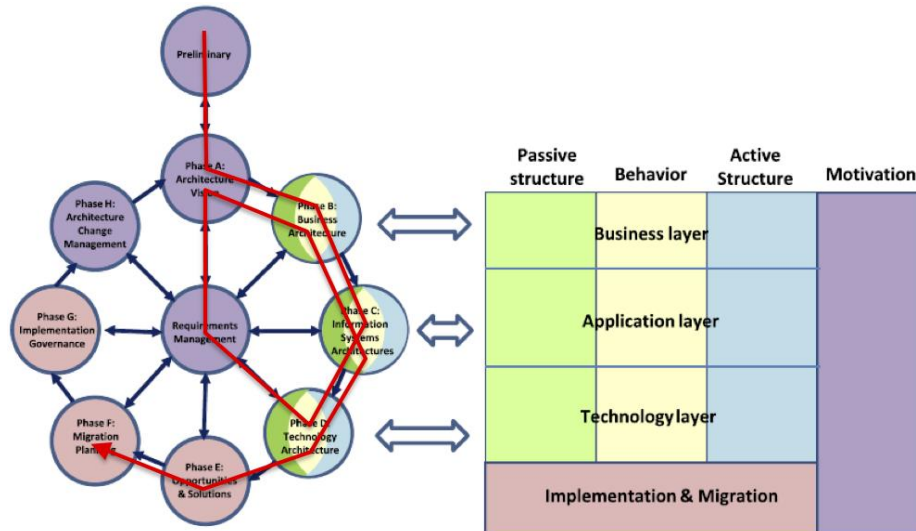 Preliminary
Phase A:
Architecture
Vision
Phase H:
Architecture
Change
Management
Phase B:
Business
Architecture
Phase G:
Implementation
Governance
Requirements
Management
Phase C:
Information
Systems
Architectures
Phase F:
Migration
Planning
Phase D:
Technology
Architecture
Phase E:
Opportunities
& Solutions
Passive
structure
Behavior
Active
Structure
Motivation
Business layer
Application layer
Technology layer
Implementation & Migration